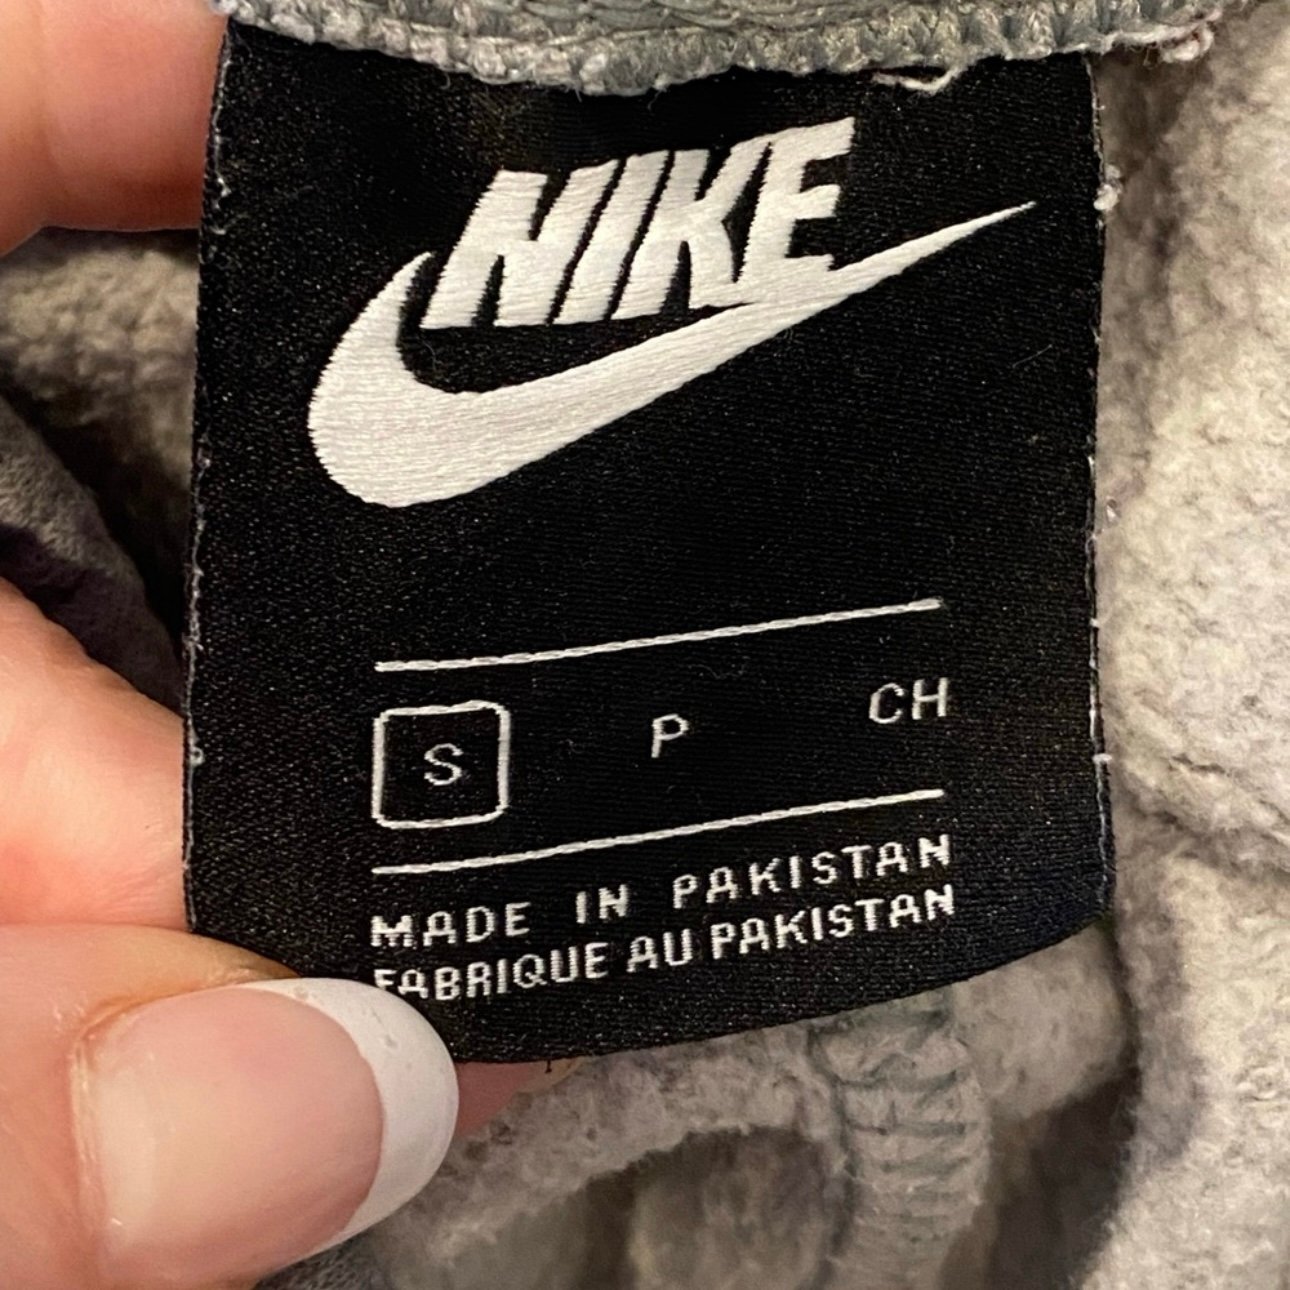 NIKE
S P CH
MADE IN PAKISTAN
FABRIQUE AU PAKISTAN